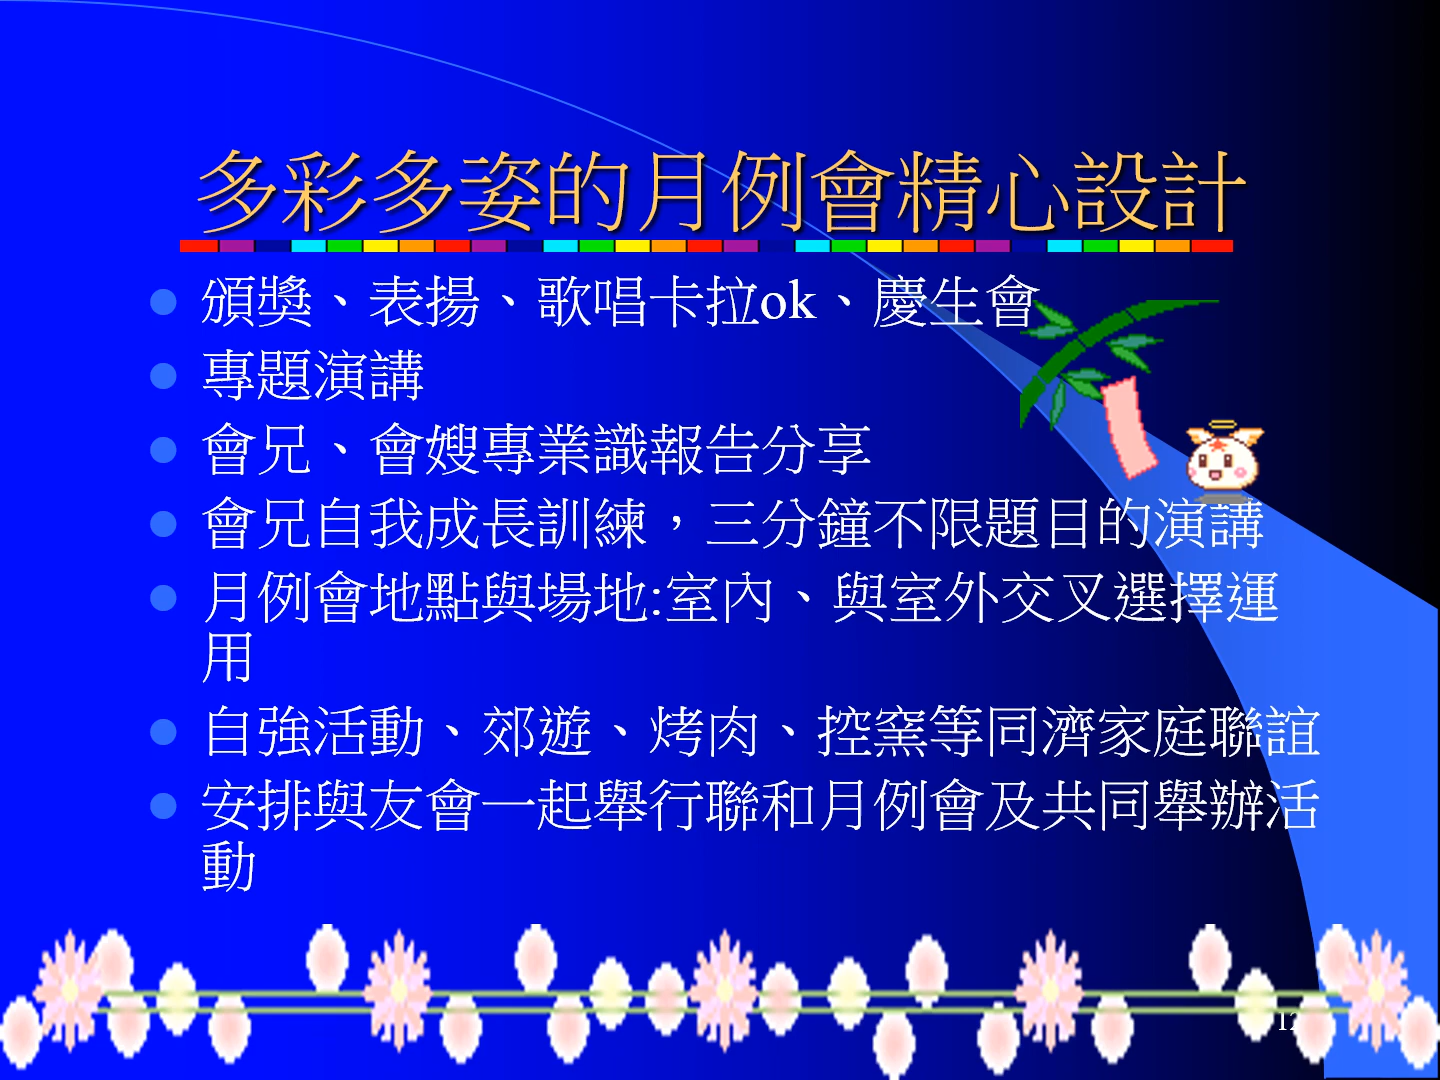 多彩多姿的月例會精心設計
頒獎、表揚、歌唱卡拉ok、慶生會
專題演講
會兄、會嫂專業識報告分享
會兄自我成長訓練，三分鐘不限題目的演講
月例會地點與場地:室內、與室外交叉選擇運
用
自強活動、郊遊、烤肉、控窯等同濟家庭聯誼
安排與友會一起舉行聯和月例會及共同舉辦活
動
12